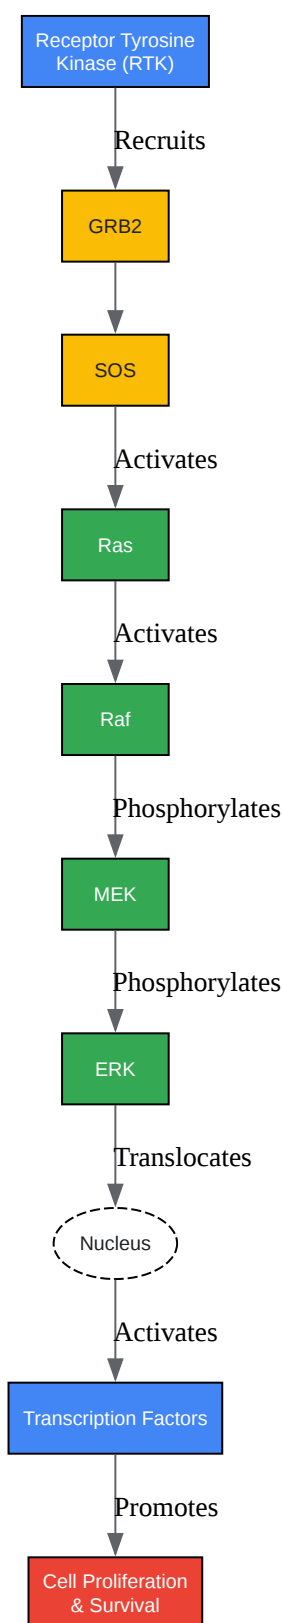 Receptor Tyrosine
Kinase (RTK)
Recruits
GRB2
SOS
Activates
Ras
Activates
Raf
Phosphorylates
MEK
Phosphorylates
ERK
Translocates
Nucleus
Activates
Transcription Factors
Promotes
Cell Proliferation
& Survival